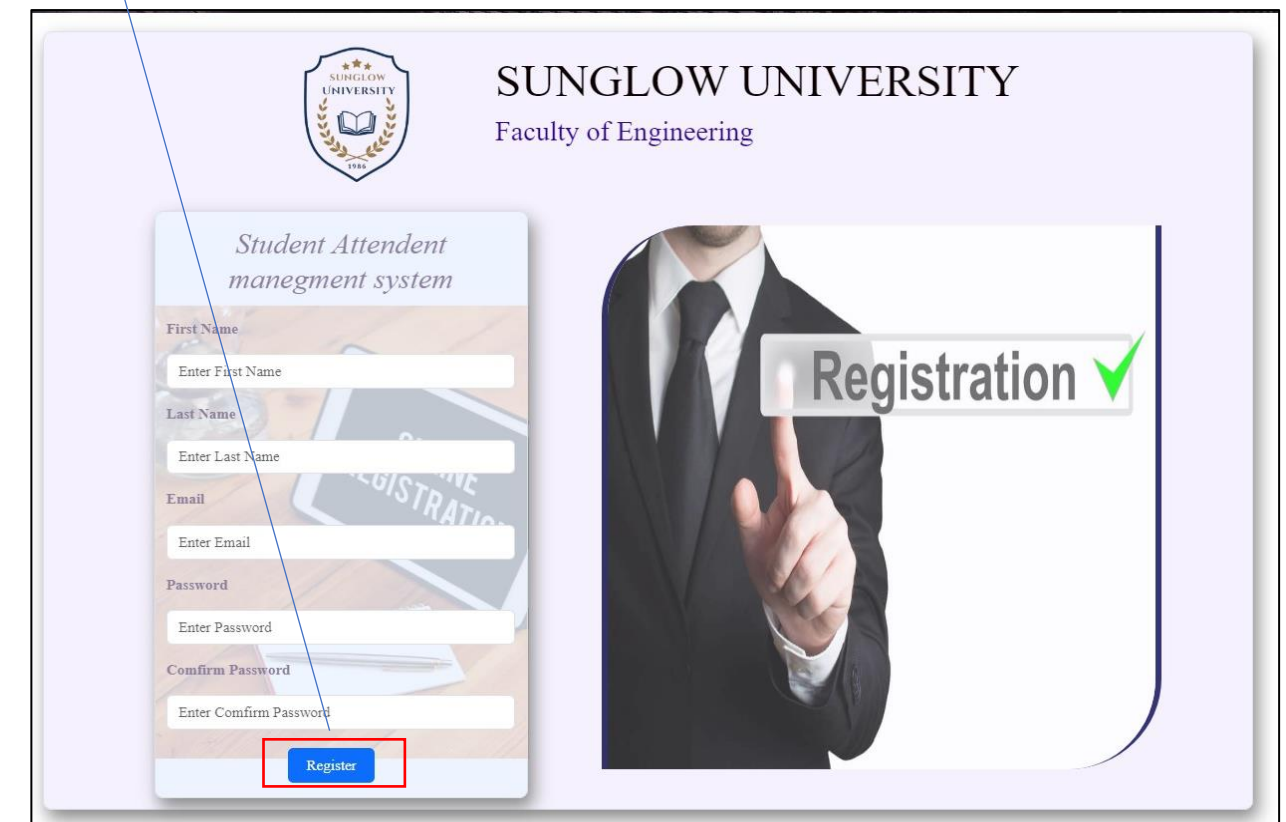 SUNGLOW
UNIVERSITY
1986
SUNGLOW UNIVERSITY
Faculty of Engineering
Student Attendent
manegment system
First Name
Enter First Name
Last Name
Enter Last Name
Email
Enter Email
Password
Enter Password
Comfirm Password
Enter Comfirm Password
Register
REGISTRATION
Registration